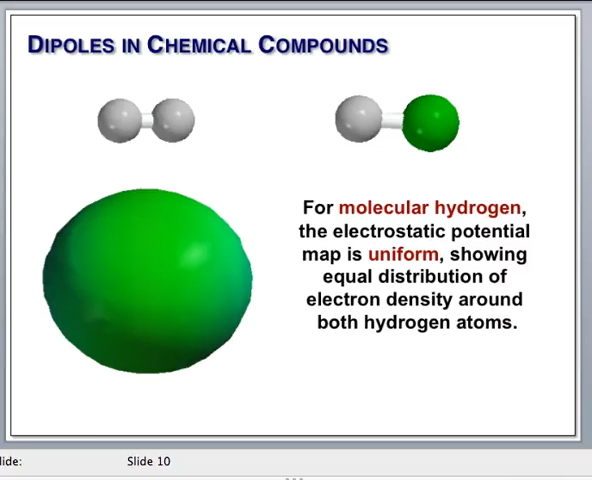 DIPOLES IN CHEMICAL COMPOUNDS
For molecular hydrogen,
the electrostatic potential
map is uniform, showing
equal distribution of
electron density around
both hydrogen atoms.
lide: Slide 10